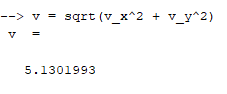 --> v = sqrt(v_x^2 + v_y^2)
v =
5.1301993